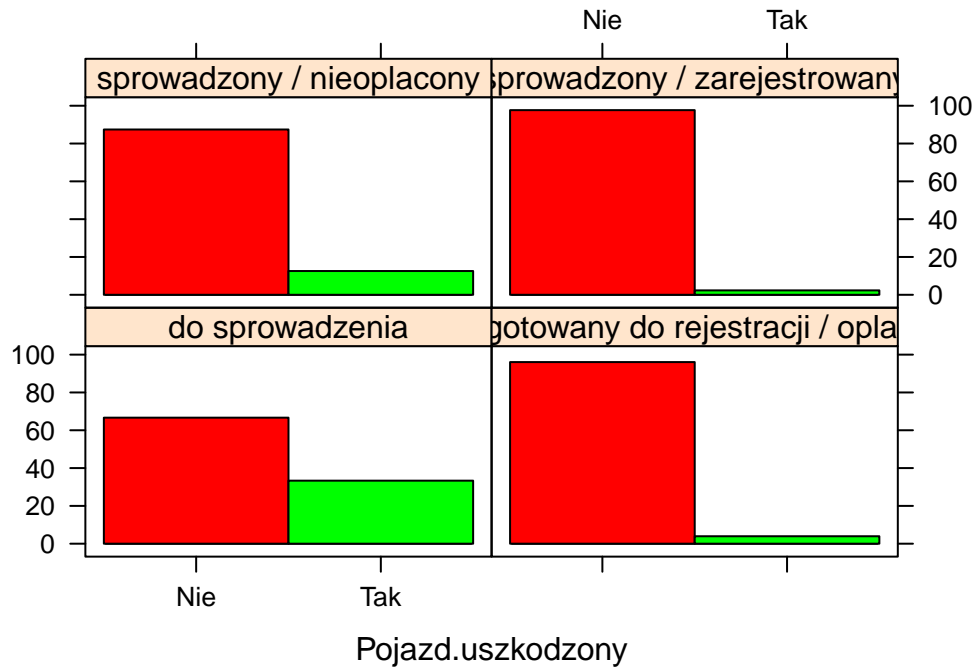 Nie Tak
sprowadzony / nieoplacony
sprowadzony / zarejestrowany
100
80
60
40
20
0
do sprowadzenia
gotowany do rejestracji / opla
100
80
60
40
20
0
Nie Tak
Pojazd.uszkodzony